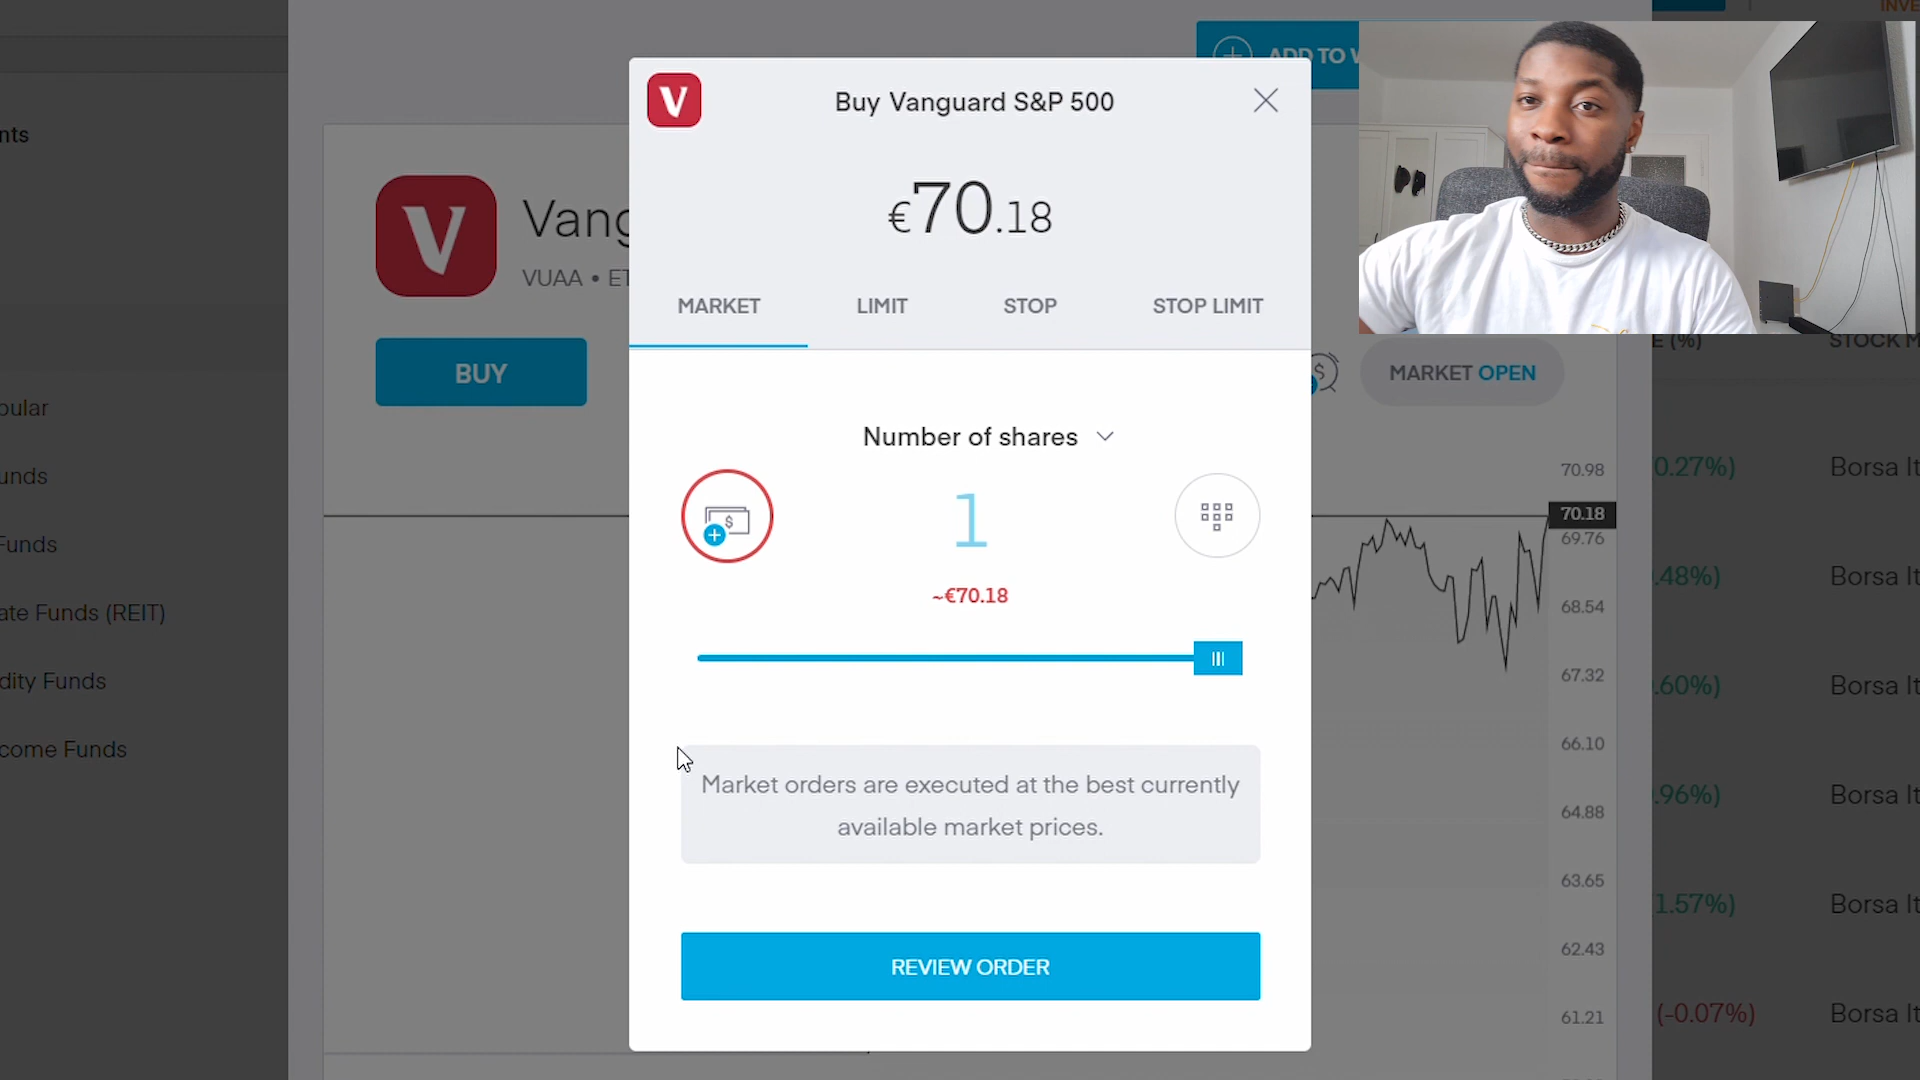 INVE
ADD TO W
Buy Vanguard S&P 500
€70.18
nts
Vang
VUAA • ET
MARKET
LIMIT
STOP
STOP LIMIT
BUY
E (%)
STOCK M
MARKET OPEN
Number of shares
1
~€70.18
pular
unds
Funds
ate Funds (REIT)
dity Funds
come Funds
70.98
70.18
69.76
68.54
67.32
66.10
64.88
63.65
62.43
61.21
0.27%)
Borsa It
.48%)
Borsa It
.60%)
Borsa It
.96%)
Borsa It
1.57%)
Borsa It
(-0.07%)
Borsa It
Market orders are executed at the best currently
available market prices.
REVIEW ORDER